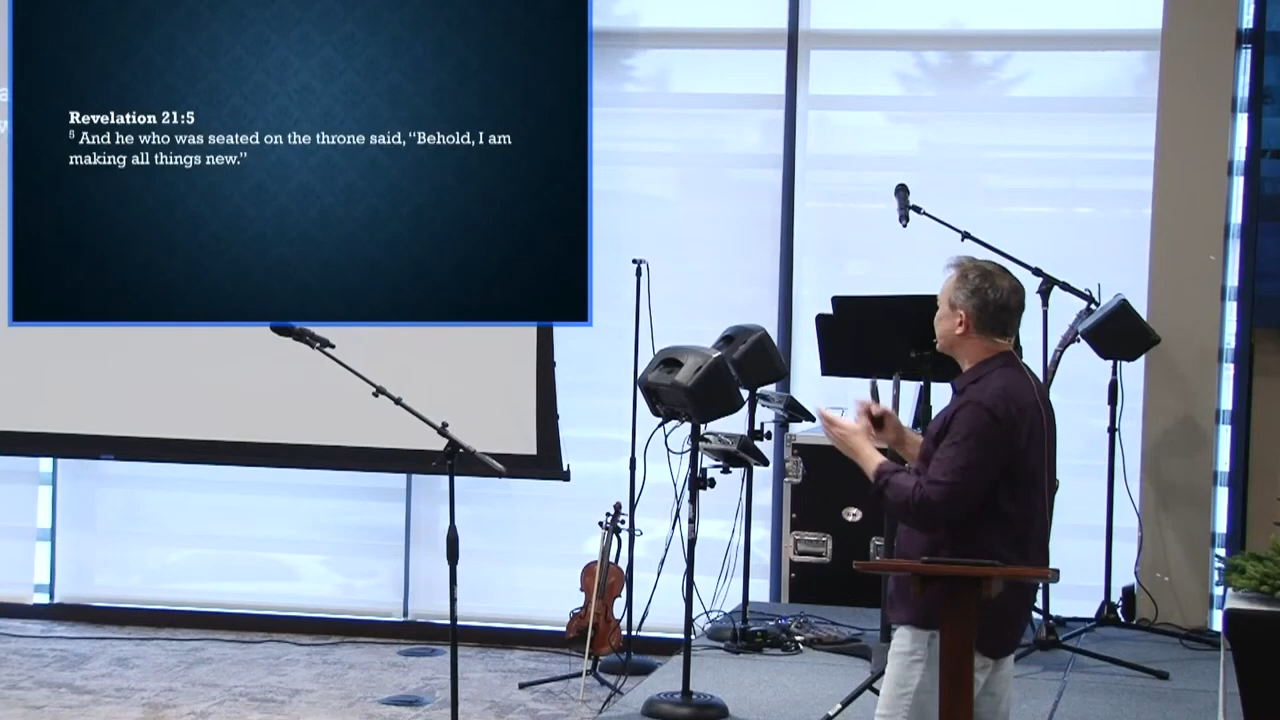 Revelation 21:5
5 And he who was seated on the throne said, “Behold, I am
making all things new.”